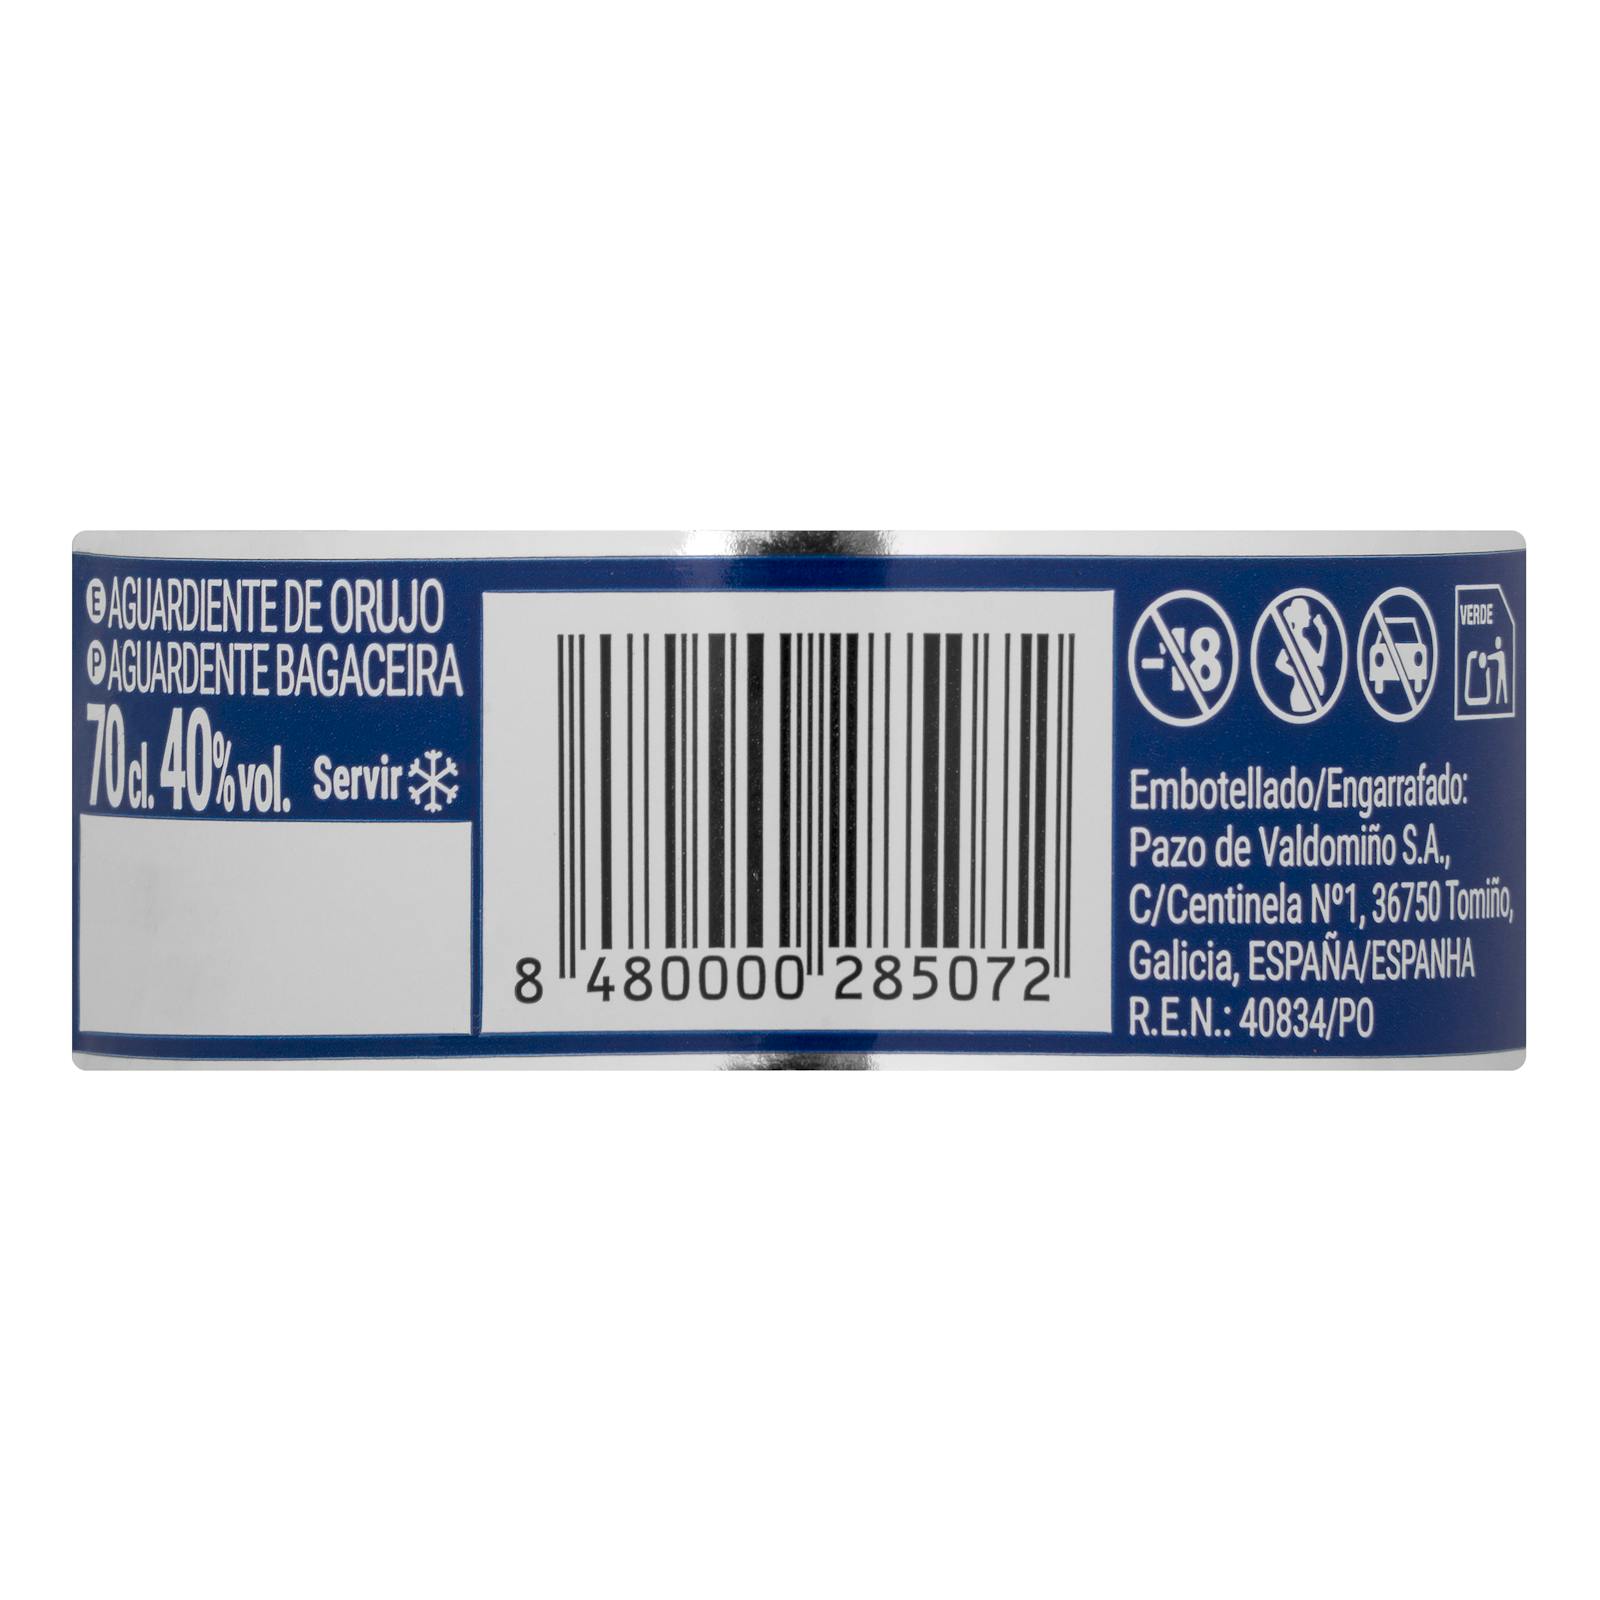 E AGUARDIENTE DE ORUJO
P AGUARDENTE BAGACEIRA
70 cl. 40% vol. Servir
8 480000 285072
-18
VERDE
Embotellado/Engarrafado:
Pazo de Valdomiño S.A.,
C/Centinela Nº1, 36750 Tomiño,
Galicia, ESPAÑA/ESPANHA
R.E.N.: 40834/PO